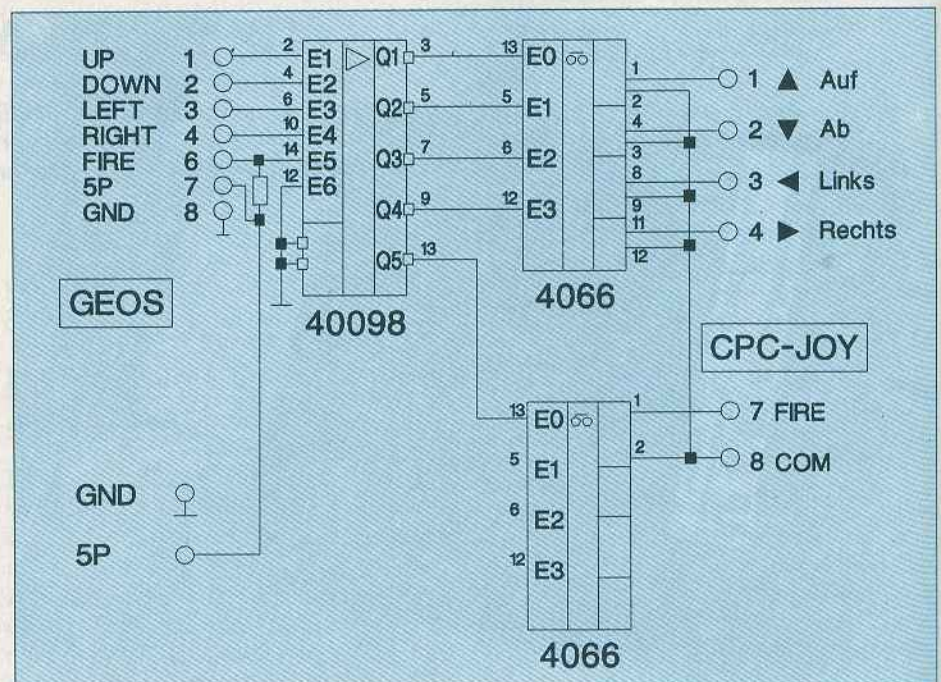 UP 1
DOWN 2
LEFT 3
RIGHT 4
FIRE 6
5P 7
GND 8
GEOS
GND
5P
2 E1 Q1 3
4 E2
6 E3 Q2 5
10 E4
14 E5 Q3 7
12 E6
Q4 9
Q5 13
40098
13 E0 1
5 E1 2
4
6 E2 3
8
12 E3 9
11
12
4066
1 ▲ Auf
2 ▼ Ab
3 ◄ Links
4 ► Rechts
CPC-JOY
13 E0 1
2
5 E1
6 E2
12 E3
4066
7 FIRE
8 COM